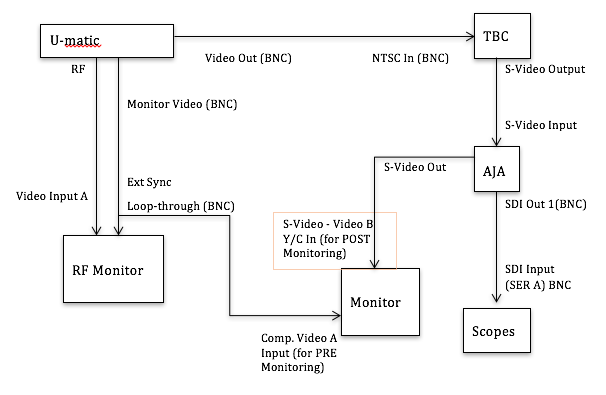 U-matic
TBC
Video Out (BNC)
NTSC In (BNC)
RF
S-Video Output
Monitor Video (BNC)
S-Video Input
S-Video Out
AJA
Ext Sync
Video Input A
Loop-through (BNC)
SDI Out 1(BNC)
S-Video - Video B
Y/C In (for POST
Monitoring)
RF Monitor
SDI Input
(SER A) BNC
Monitor
Scopes
Comp. Video A
Input (for PRE
Monitoring)